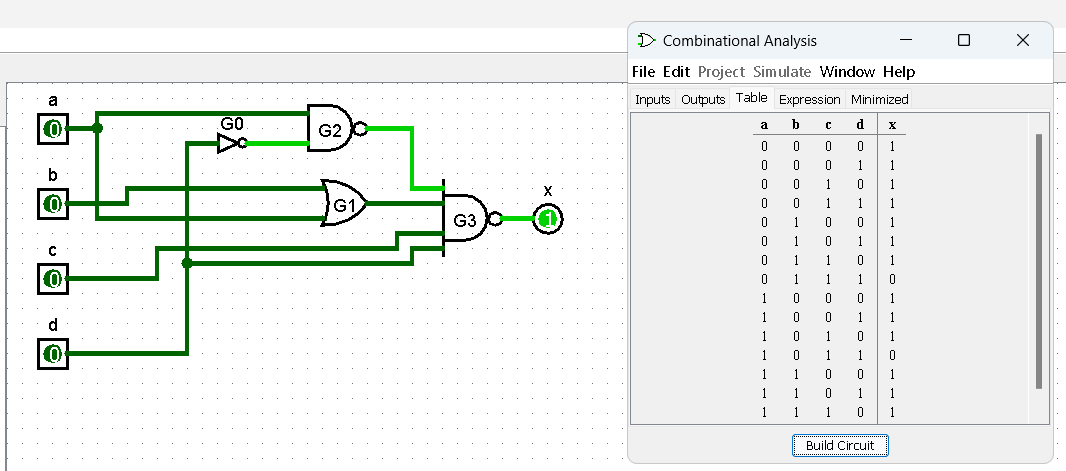 a
0
G0
G2
b
0
G1
G3
x
1
c
0
d
0
Combinational Analysis
File Edit Project Simulate Window Help
Inputs Outputs Table Expression Minimized
a b c d x
0 0 0 0 1
0 0 0 1 1
0 0 1 0 1
0 0 1 1 1
0 1 0 0 1
0 1 0 1 1
0 1 1 0 1
0 1 1 1 0
1 0 0 0 1
1 0 0 1 1
1 0 1 0 1
1 0 1 1 0
1 1 0 0 1
1 1 0 1 1
1 1 1 0 1
Build Circuit